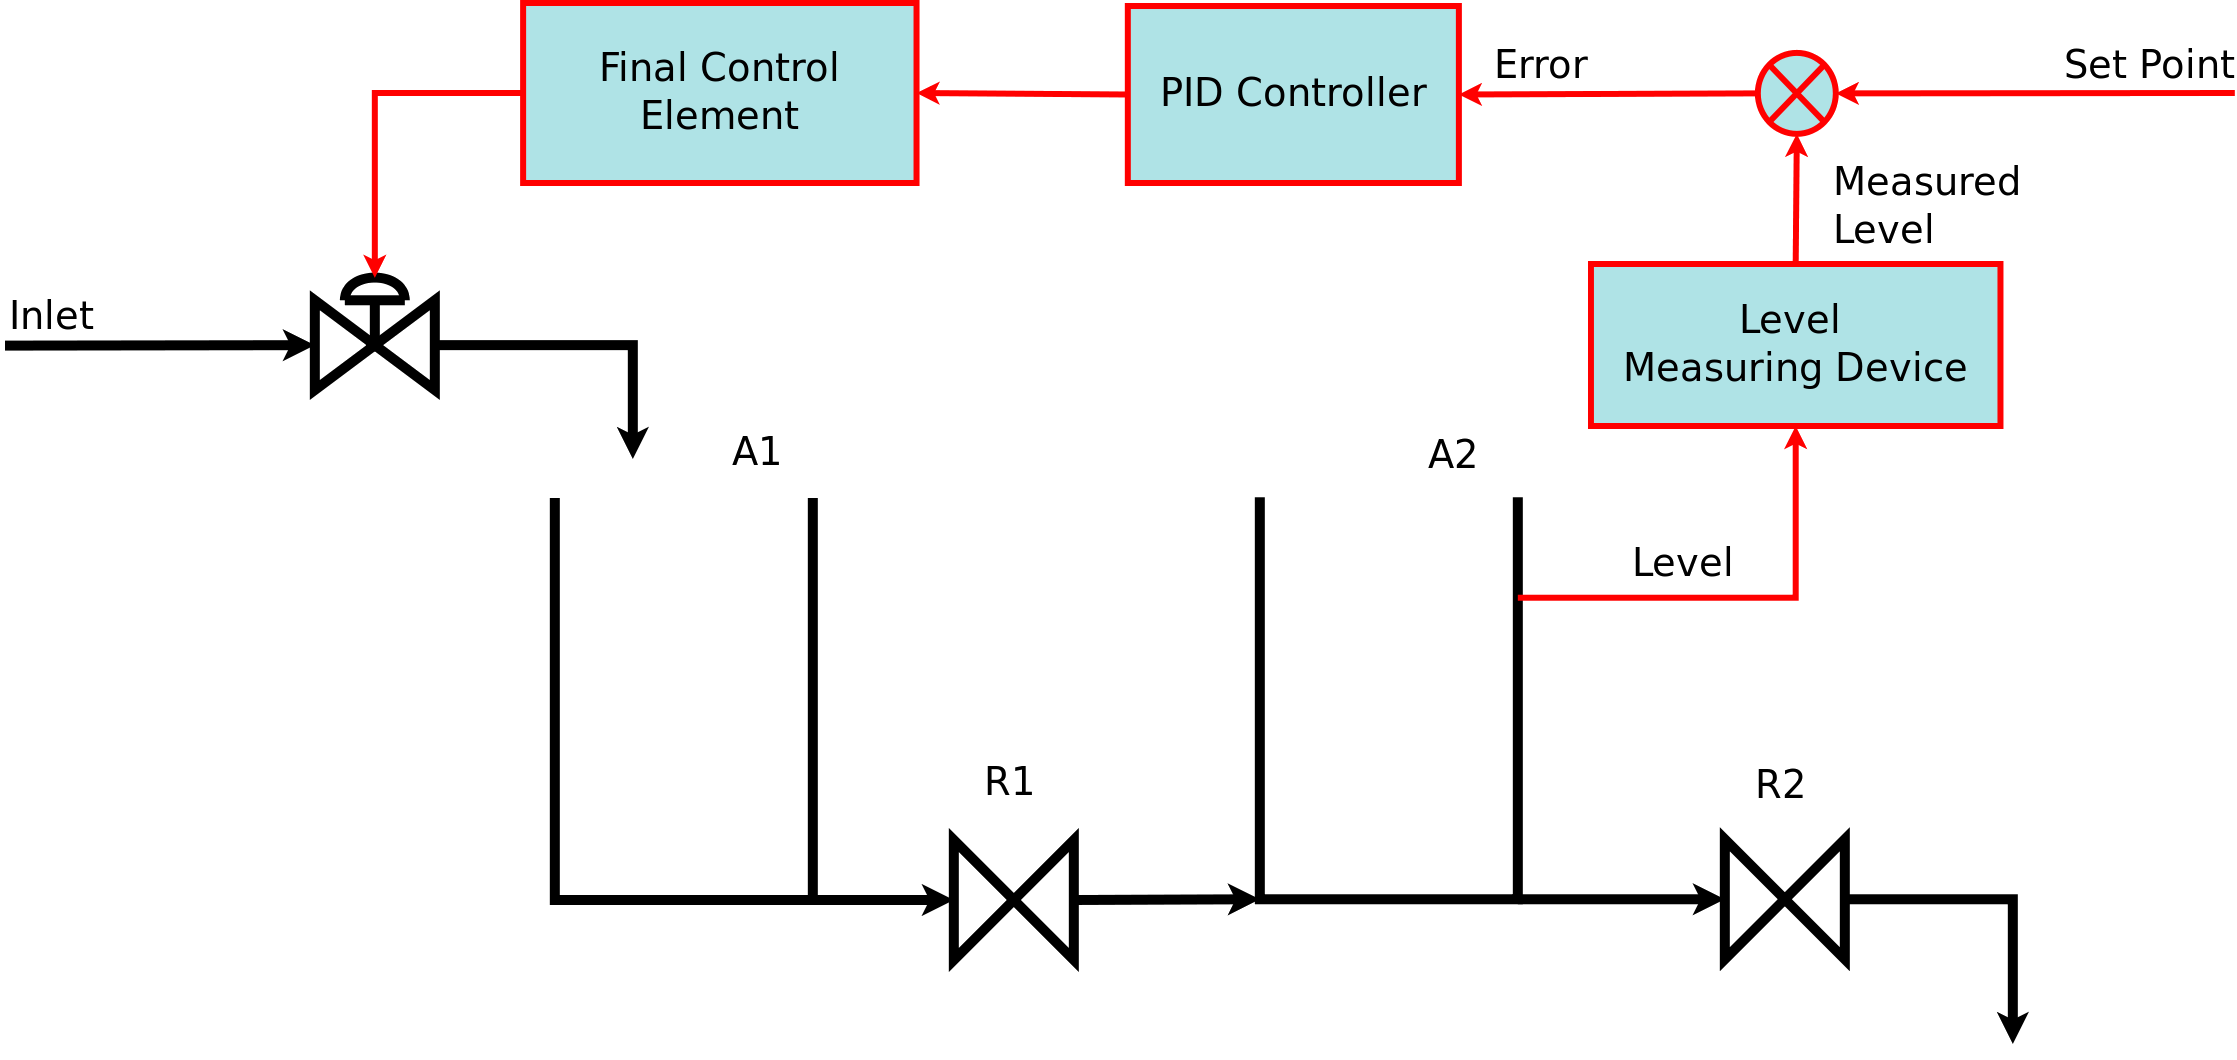 Final Control
Element
PID Controller
Error
Set Point
Measured
Level
Inlet
Level
Measuring Device
A1
A2
Level
R1
R2